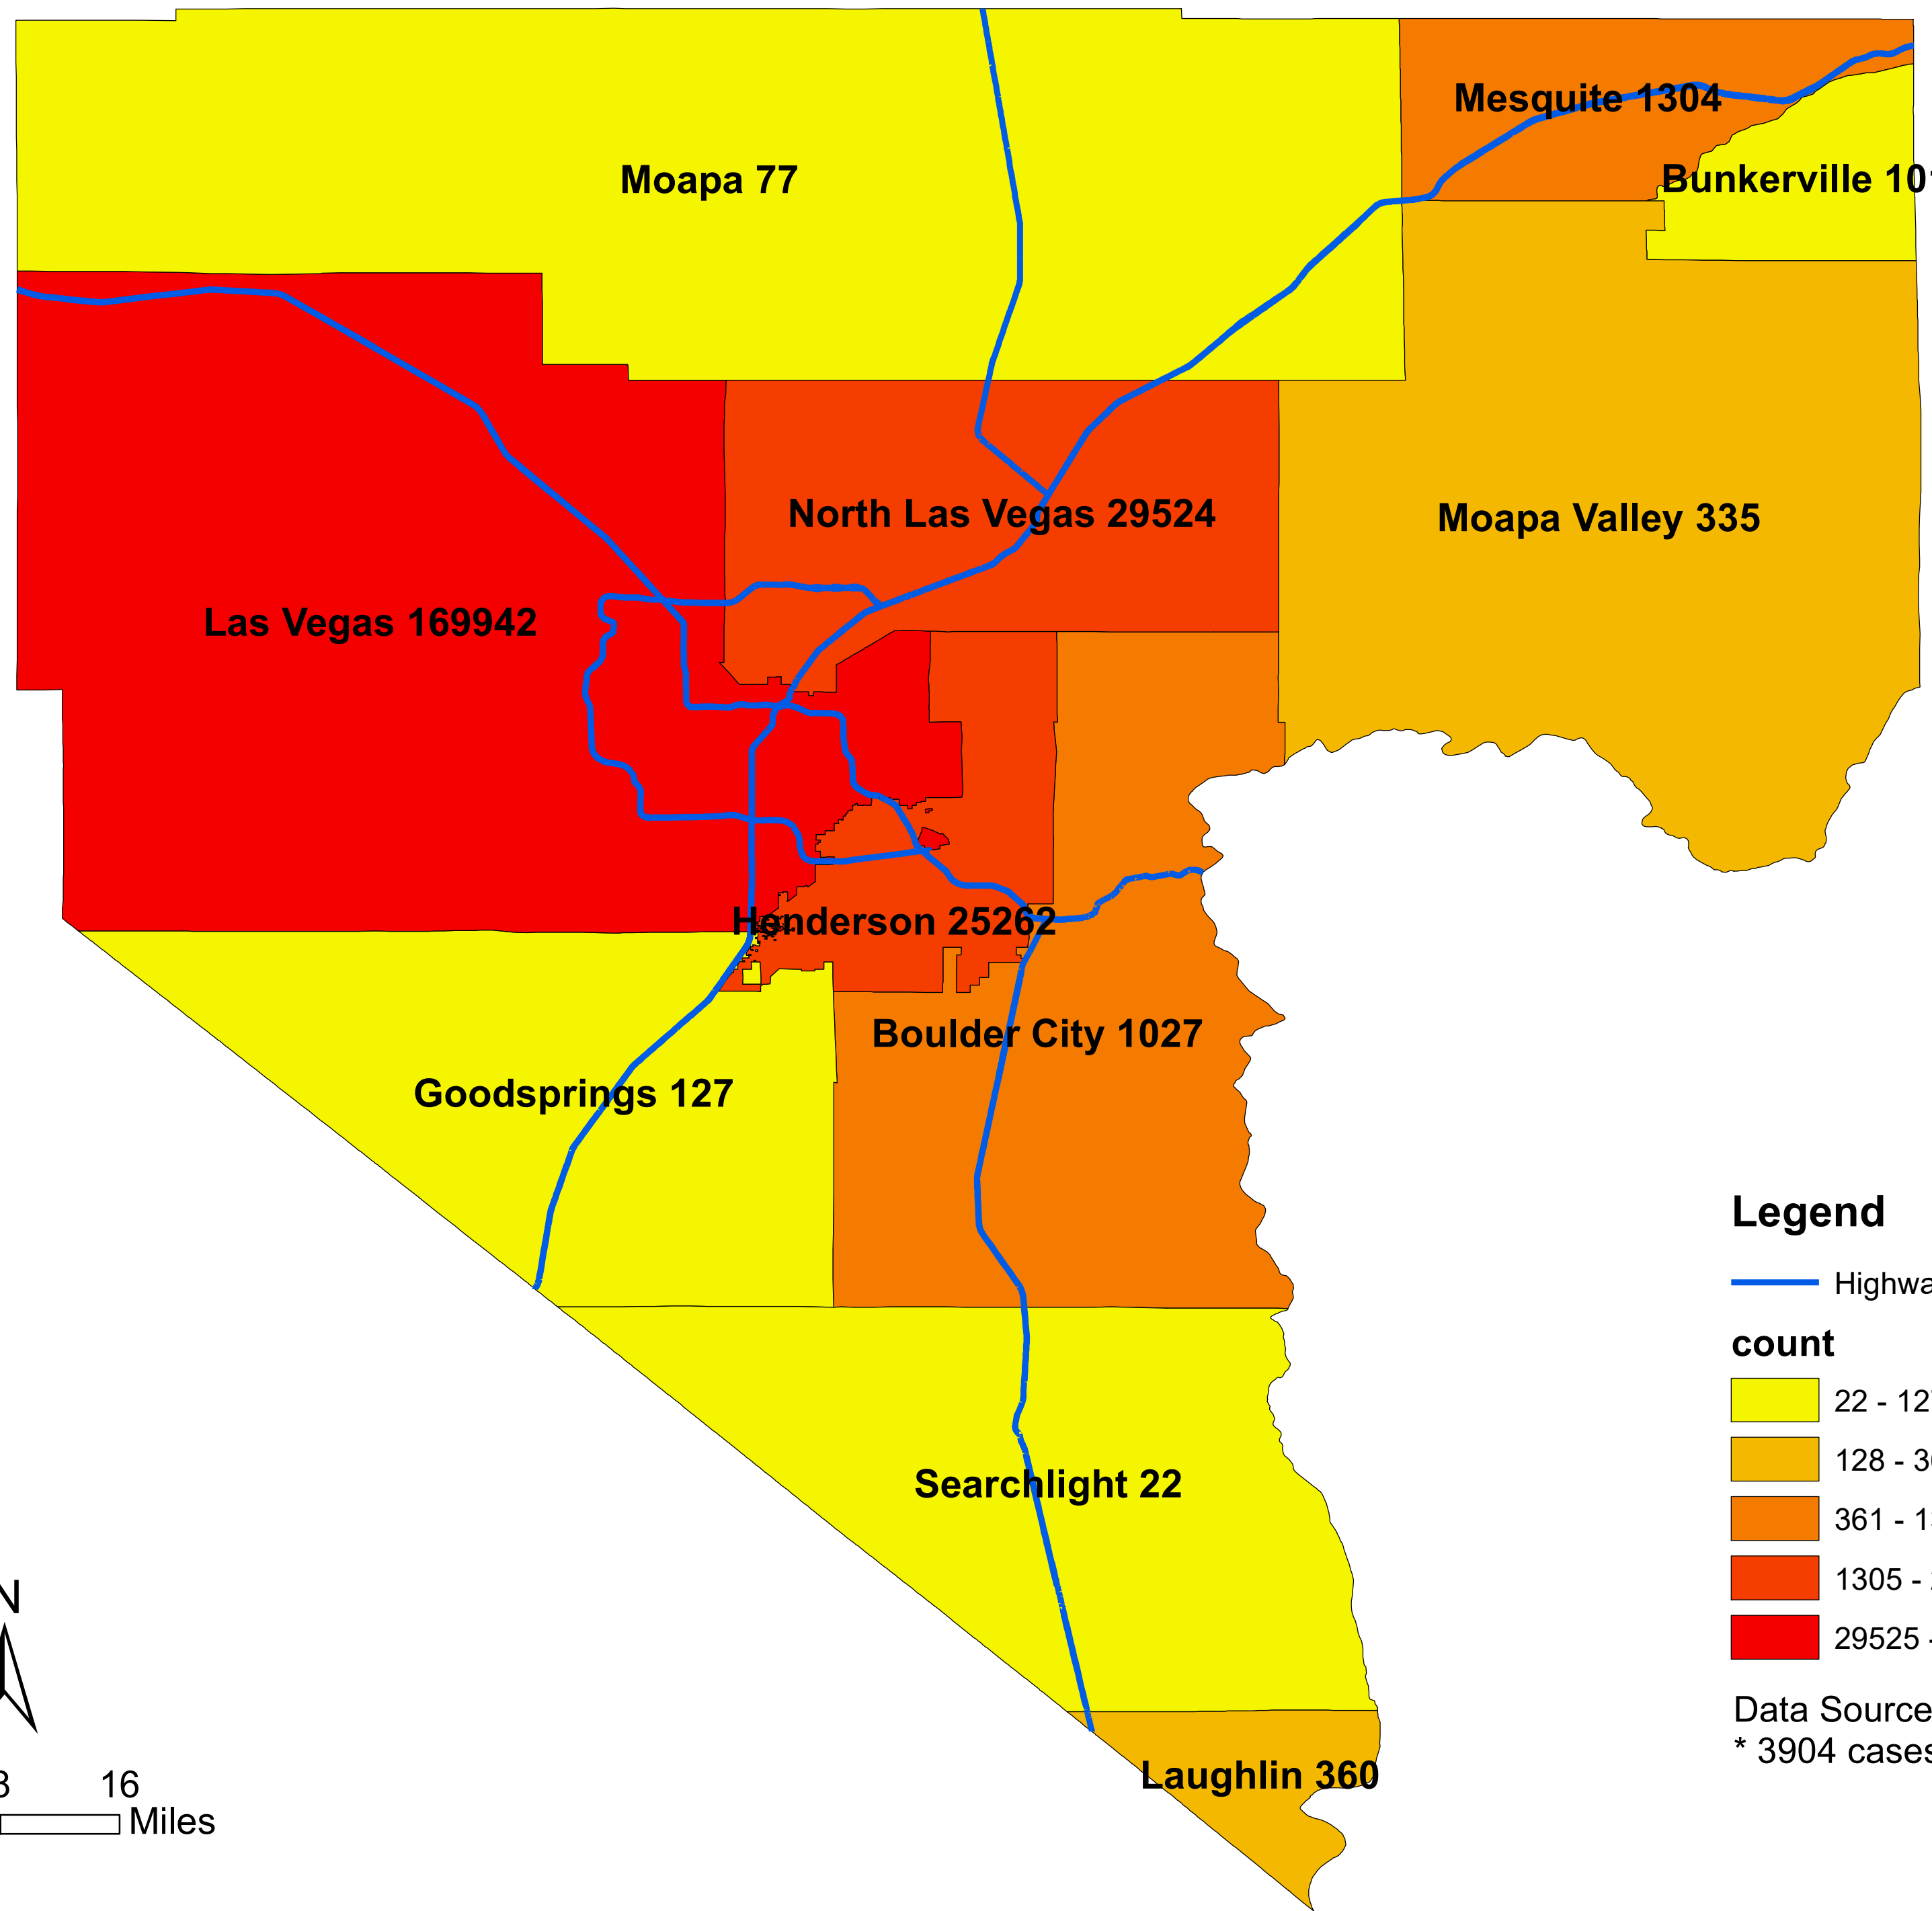 Mesquite 1304
Moapa 77
Bunkerville 101
North Las Vegas 29524
Moapa Valley 335
Las Vegas 169942
Henderson 25262
Boulder City 1027
Goodsprings 127
Legend
Highwa
count
22 - 12
128 - 3
361 - 1
1305 -
29525 -
Searchlight 22
N
Data Source
* 3904 cases
Laughlin 360
16
Miles